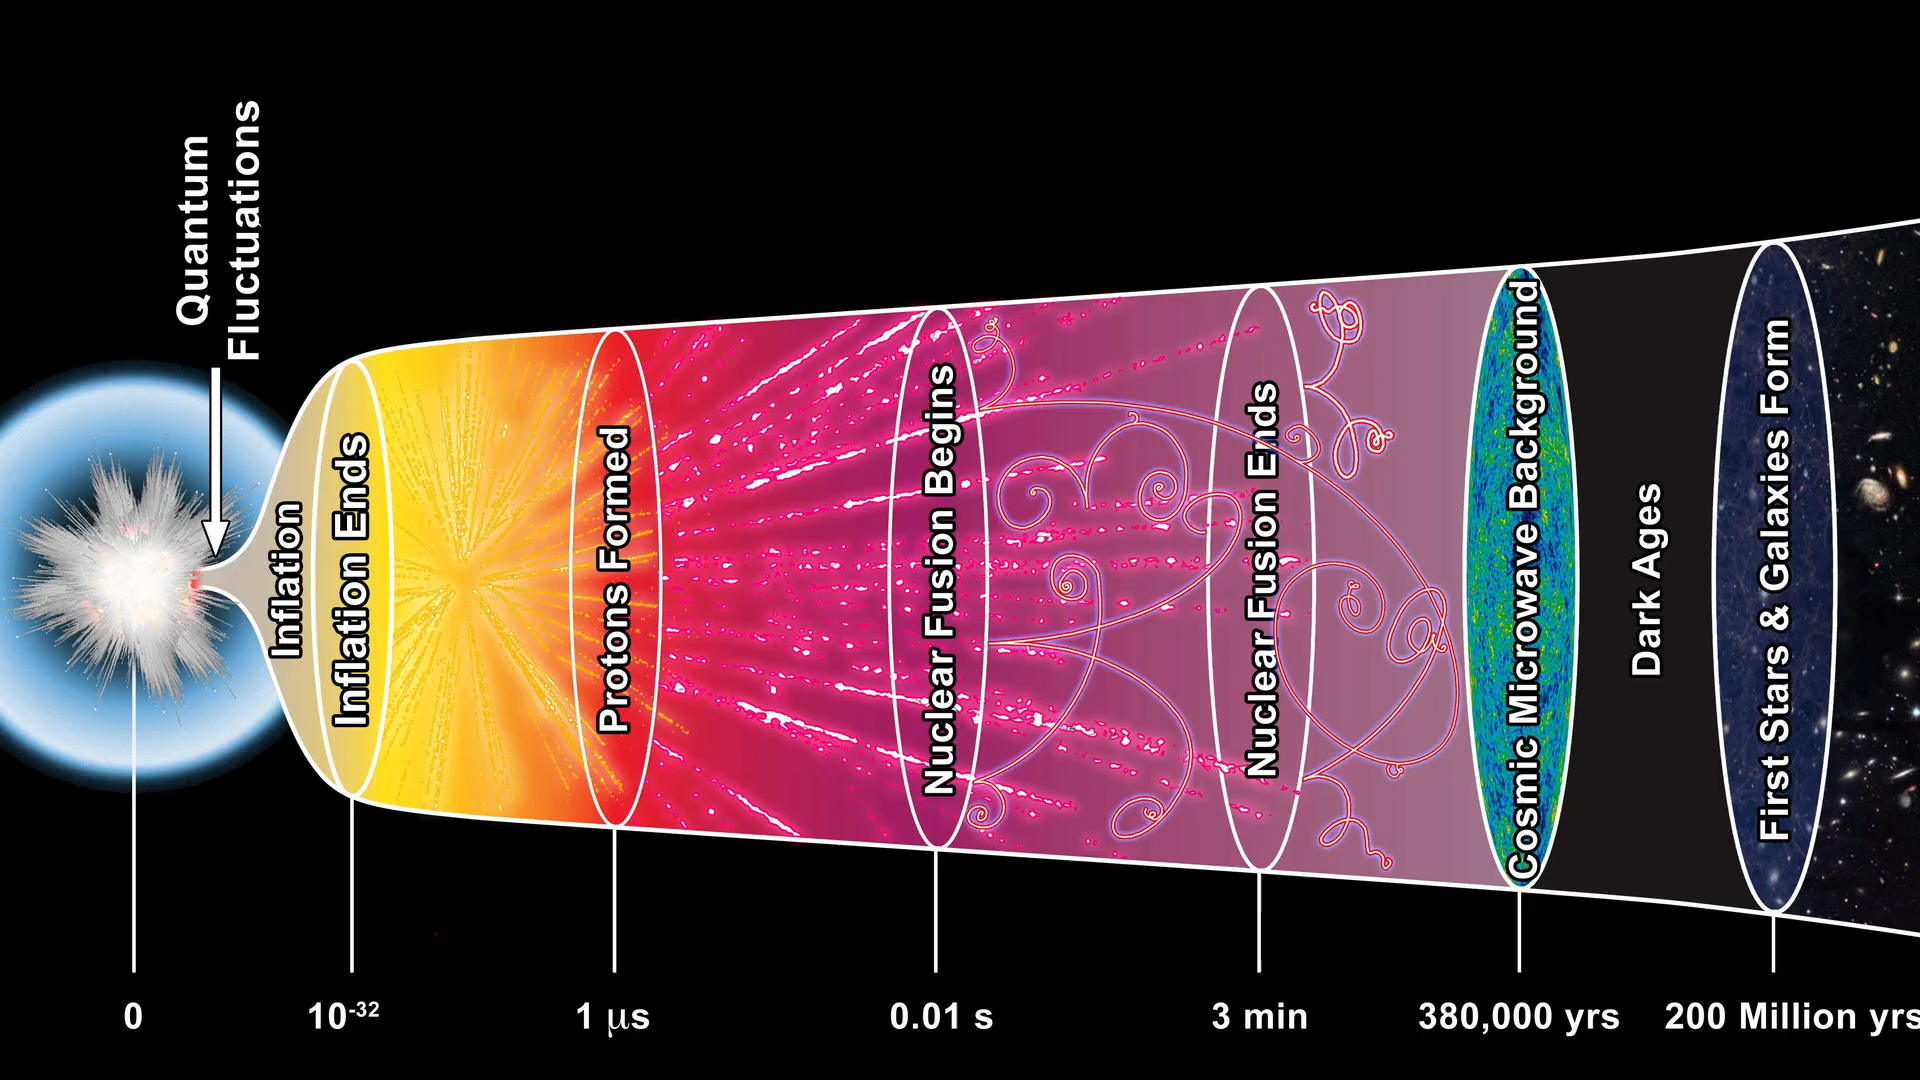 Quantum
Fluctuations
Inflation
Inflation Ends
Protons Formed
Nuclear Fusion Begins
Nuclear Fusion Ends
Cosmic Microwave Background
Dark Ages
First Stars & Galaxies Form
0
10⁻³²
1 μs
0.01 s
3 min
380,000 yrs
200 Million yrs